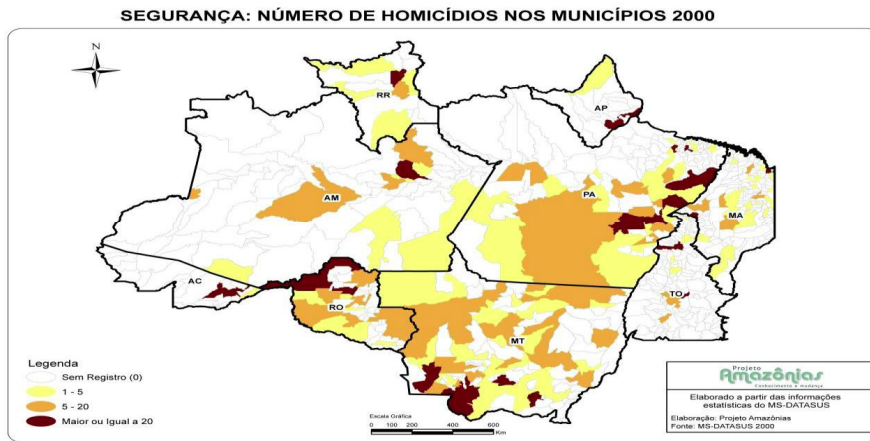 SEGURANÇA: NÚMERO DE HOMICÍDIOS NOS MUNICÍPIOS 2000
N
RR
AP
AM
PA
MA
AC
RO
TO
MT
Legenda
Sem Registro (0)
1 - 5
5 - 20
Maior ou Igual a 20
Escala Gráfica
0 100 200 400 600
Km
Projeto
Amazônias
Conhecimento e mudança
Elaborado a partir das informações
estatísticas do MS-DATASUS
Elaboração: Projeto Amazônias
Fonte: MS-DATASUS 2000